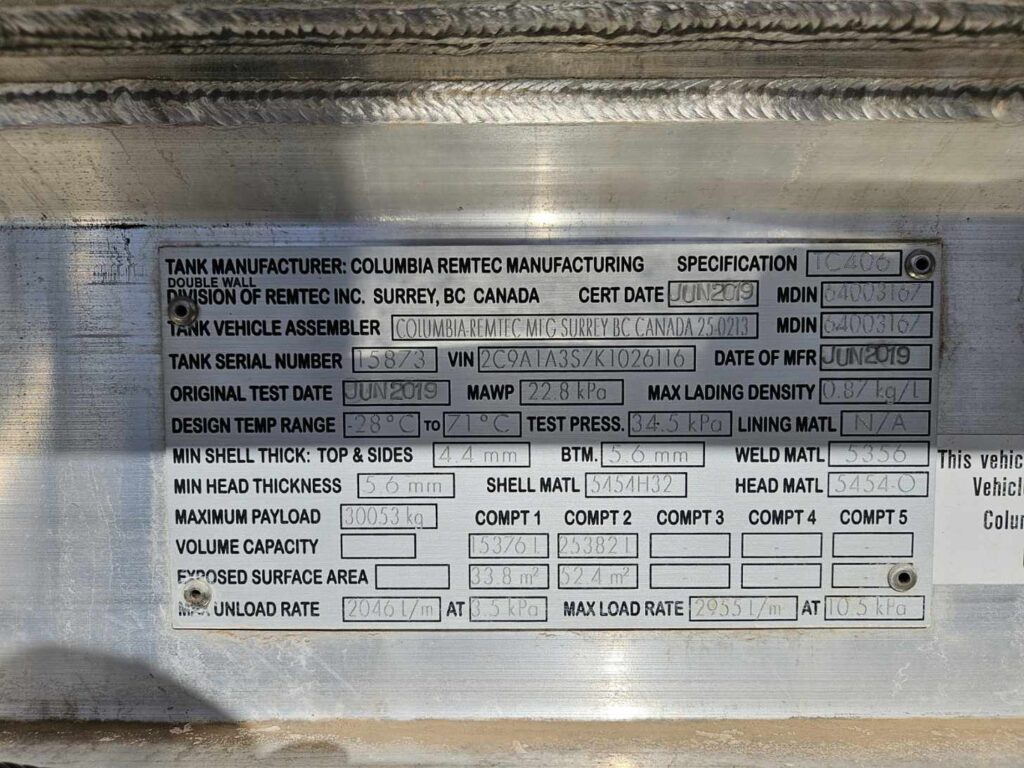 TANK MANUFACTURER: COLUMBIA REMTEC MANUFACTURING SPECIFICATION TC406
DOUBLE WALL
DIVISION OF REMTEC INC. SURREY, BC CANADA CERT DATE JUN2019 MDIN 64003167
TANK VEHICLE ASSEMBLER COLUMBIA-REMTEC MFG SURREY BC CANADA 25-0213 MDIN 64003167
TANK SERIAL NUMBER 15873 VIN 2C9A1A3S7K1026116 DATE OF MFR JUN2019
ORIGINAL TEST DATE JUN2019 MAWP 22.8 kPa MAX LADING DENSITY 0.87 kg/L
DESIGN TEMP RANGE -28°C TO 71°C TEST PRESS. 34.5 kPa LINING MATL N/A
MIN SHELL THICK: TOP & SIDES 4.4 mm BTM. 5.6 mm WELD MATL 5356
MIN HEAD THICKNESS 5.6 mm SHELL MATL 5454H32 HEAD MATL 5454-O
MAXIMUM PAYLOAD 30053 kg COMPT 1 COMPT 2 COMPT 3 COMPT 4 COMPT 5
VOLUME CAPACITY 15376 L 25382 L - - -
EXPOSED SURFACE AREA 33.8 m² 52.4 m² - - -
MAX UNLOAD RATE 2046 L/m AT 3.5 kPa MAX LOAD RATE 2955 L/m AT 10.5 kPa
This vehic
Vehicl
Colu